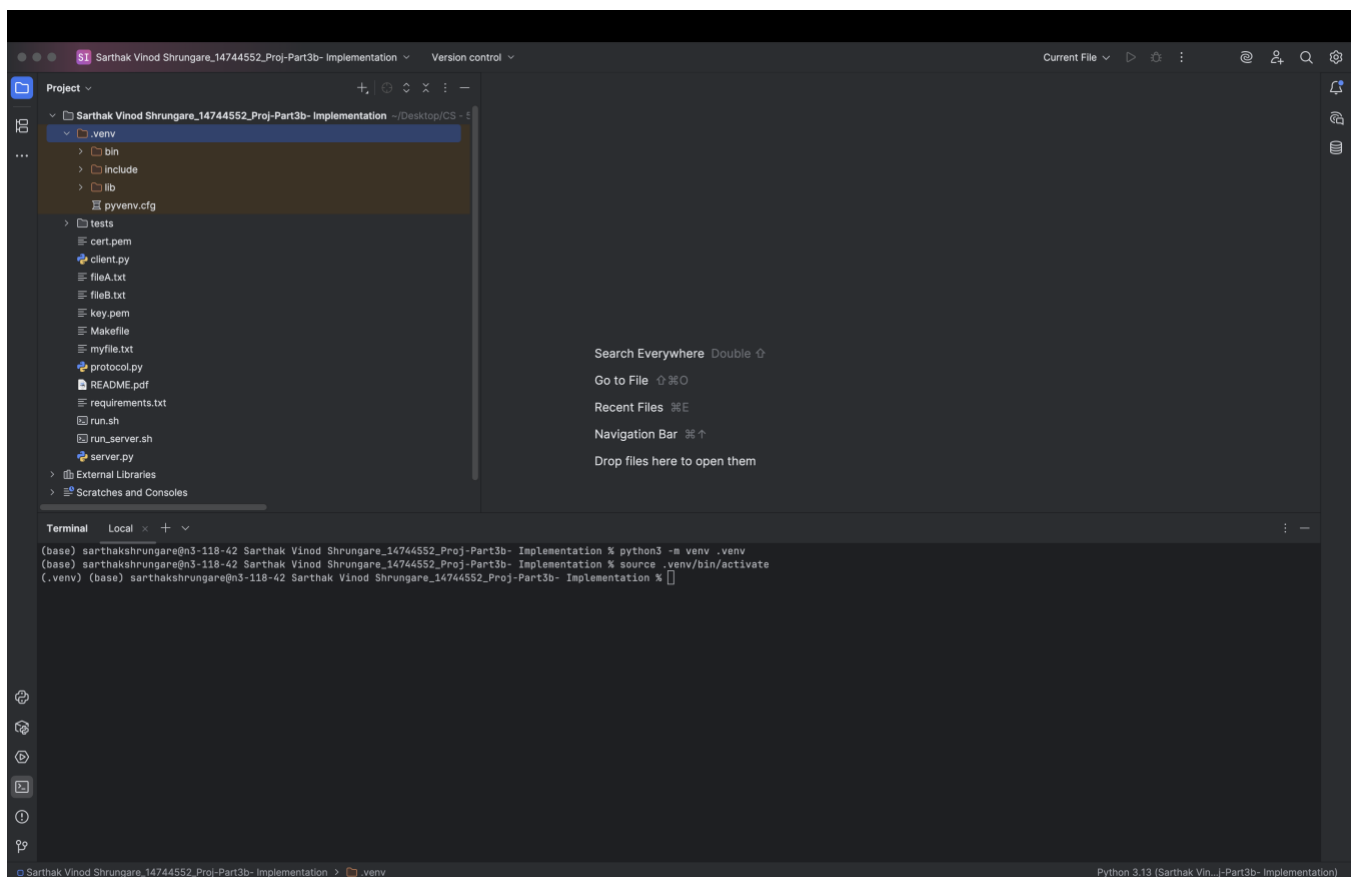 SI Sarthak Vinod Shrungare_14744552_Proj-Part3b- Implementation Version control Current File
Project
Sarthak Vinod Shrungare_14744552_Proj-Part3b- Implementation ~/Desktop/CS -
.venv
bin
include
lib
pyvenv.cfg
tests
cert.pem
client.py
fileA.txt
fileB.txt
key.pem
Makefile
myfile.txt
protocol.py
README.pdf
requirements.txt
run.sh
run_server.sh
server.py
External Libraries
Scratches and Consoles
Search Everywhere Double ⇧
Go to File ⇧⌘O
Recent Files ⌘E
Navigation Bar ⌘↑
Drop files here to open them
Terminal Local
(base) sarthakshrungare@n3-118-42 Sarthak Vinod Shrungare_14744552_Proj-Part3b- Implementation % python3 -m venv .venv
(base) sarthakshrungare@n3-118-42 Sarthak Vinod Shrungare_14744552_Proj-Part3b- Implementation % source .venv/bin/activate
(.venv) (base) sarthakshrungare@n3-118-42 Sarthak Vinod Shrungare_14744552_Proj-Part3b- Implementation %
Sarthak Vinod Shrungare_14744552_Proj-Part3b- Implementation > .venv Python 3.13 (Sarthak Vin...j-Part3b- Implementation)